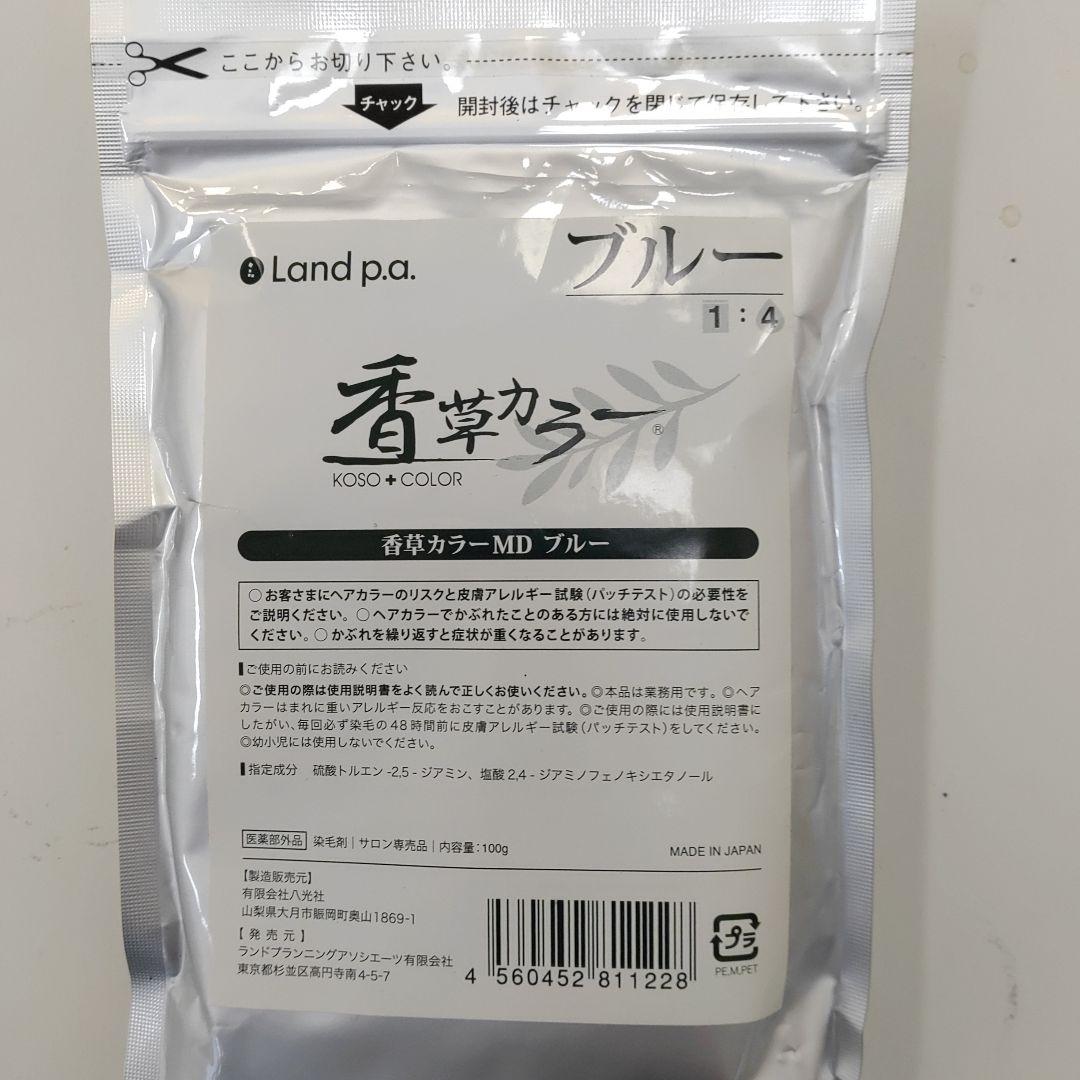 ここからお切り下さい。
チャック
開封後はチャックを閉じて保存して下さい。
Land p.a.
ブルー
1 : 4
香草カラー®
KOSO+COLOR
香草カラーMD ブルー
○お客さまにヘアカラーのリスクと皮膚アレルギー試験(パッチテスト)の必要性を
ご説明ください。○ヘアカラーでかぶれたことのある方には絶対に使用しないで
ください。○かぶれを繰り返すと症状が重くなることがあります。
ご使用の前にお読みください
◎ご使用の際は使用説明書をよく読んで正しくお使いください。◎本品は業務用です。◎ヘア
カラーはまれに重いアレルギー反応をおこすことがあります。◎ご使用の際には使用説明書に
したがい、毎回必ず染毛の48時間前に皮膚アレルギー試験(パッチテスト)をしてください。
◎幼小児には使用しないでください。
指定成分 硫酸トルエン-2,5-ジアミン、塩酸2,4-ジアミノフェノキシエタノール
医薬部外品 染毛剤|サロン専売品|内容量:100g
MADE IN JAPAN
【製造販売元】
有限会社八光社
山梨県大月市賑岡町奥山1869-1
【発売元】
ランドプランニングアソシエーツ有限会社
東京都杉並区高円寺南4-5-7
4 560452 811228
プラ
PE,M,PET